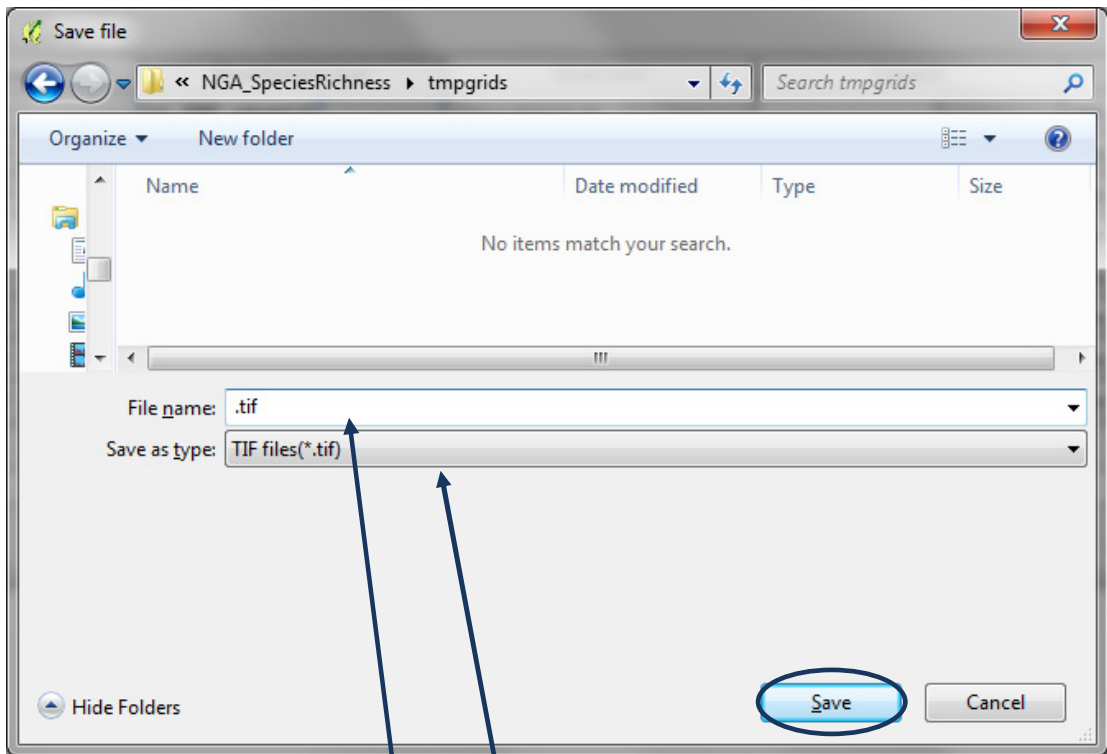 Save file
« NGA_SpeciesRichness ▸ tmpgrids
Search tmpgrids
Organize New folder
Name Date modified Type Size
No items match your search.
File name: .tif
Save as type: TIF files(*.tif)
Hide Folders Save Cancel